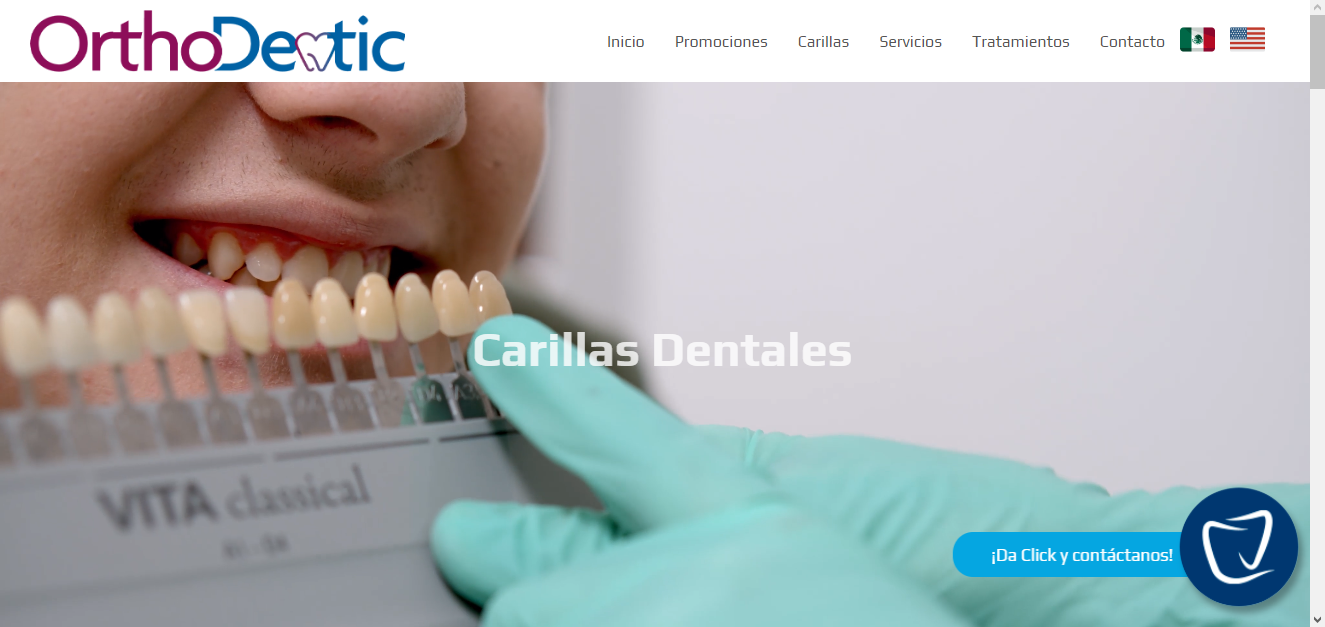 OrthoDentic
Inicio
Promociones
Carillas
Servicios
Tratamientos
Contacto
Carillas Dentales
VITA classical
¡Da Click y contáctanos!